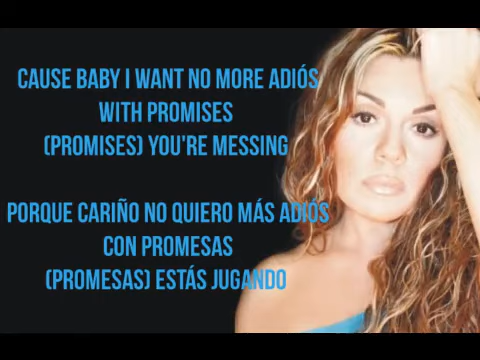 CAUSE BABY I WANT NO MORE ADIÓS
WITH PROMISES
(PROMISES) YOU'RE MESSING
PORQUE CARIÑO NO QUIERO MÁS ADIÓS
CON PROMESAS
(PROMESAS) ESTÁS JUGANDO